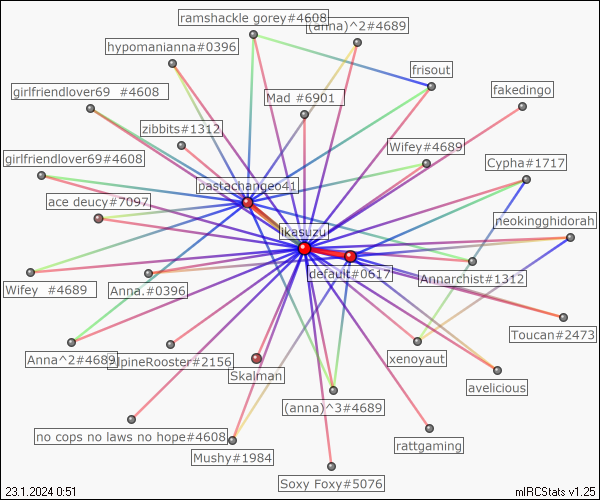 ramshackle gorey#4608
(anna)^2#4689
hypomanianna#0396
frisout
girlfriendlover69 #4608
Mad #6901
fakedingo
zibbits#1312
Wifey#4689
girlfriendlover69#4608
Cypha#1717
pastachangeo41
ace deucy#7097
neokingghidorah
lkasuzu
default#0617
Annarchist#1312
Wifey #4689
Anna.#0396
Toucan#2473
Anna^2#4689
AlpineRooster#2156
xenoyaut
Skalman
avelicious
(anna)^3#4689
no cops no laws no hope#4608
rattgaming
Mushy#1984
Soxy Foxy#5076
23.1.2024 0:51
mIRCStats v1.25